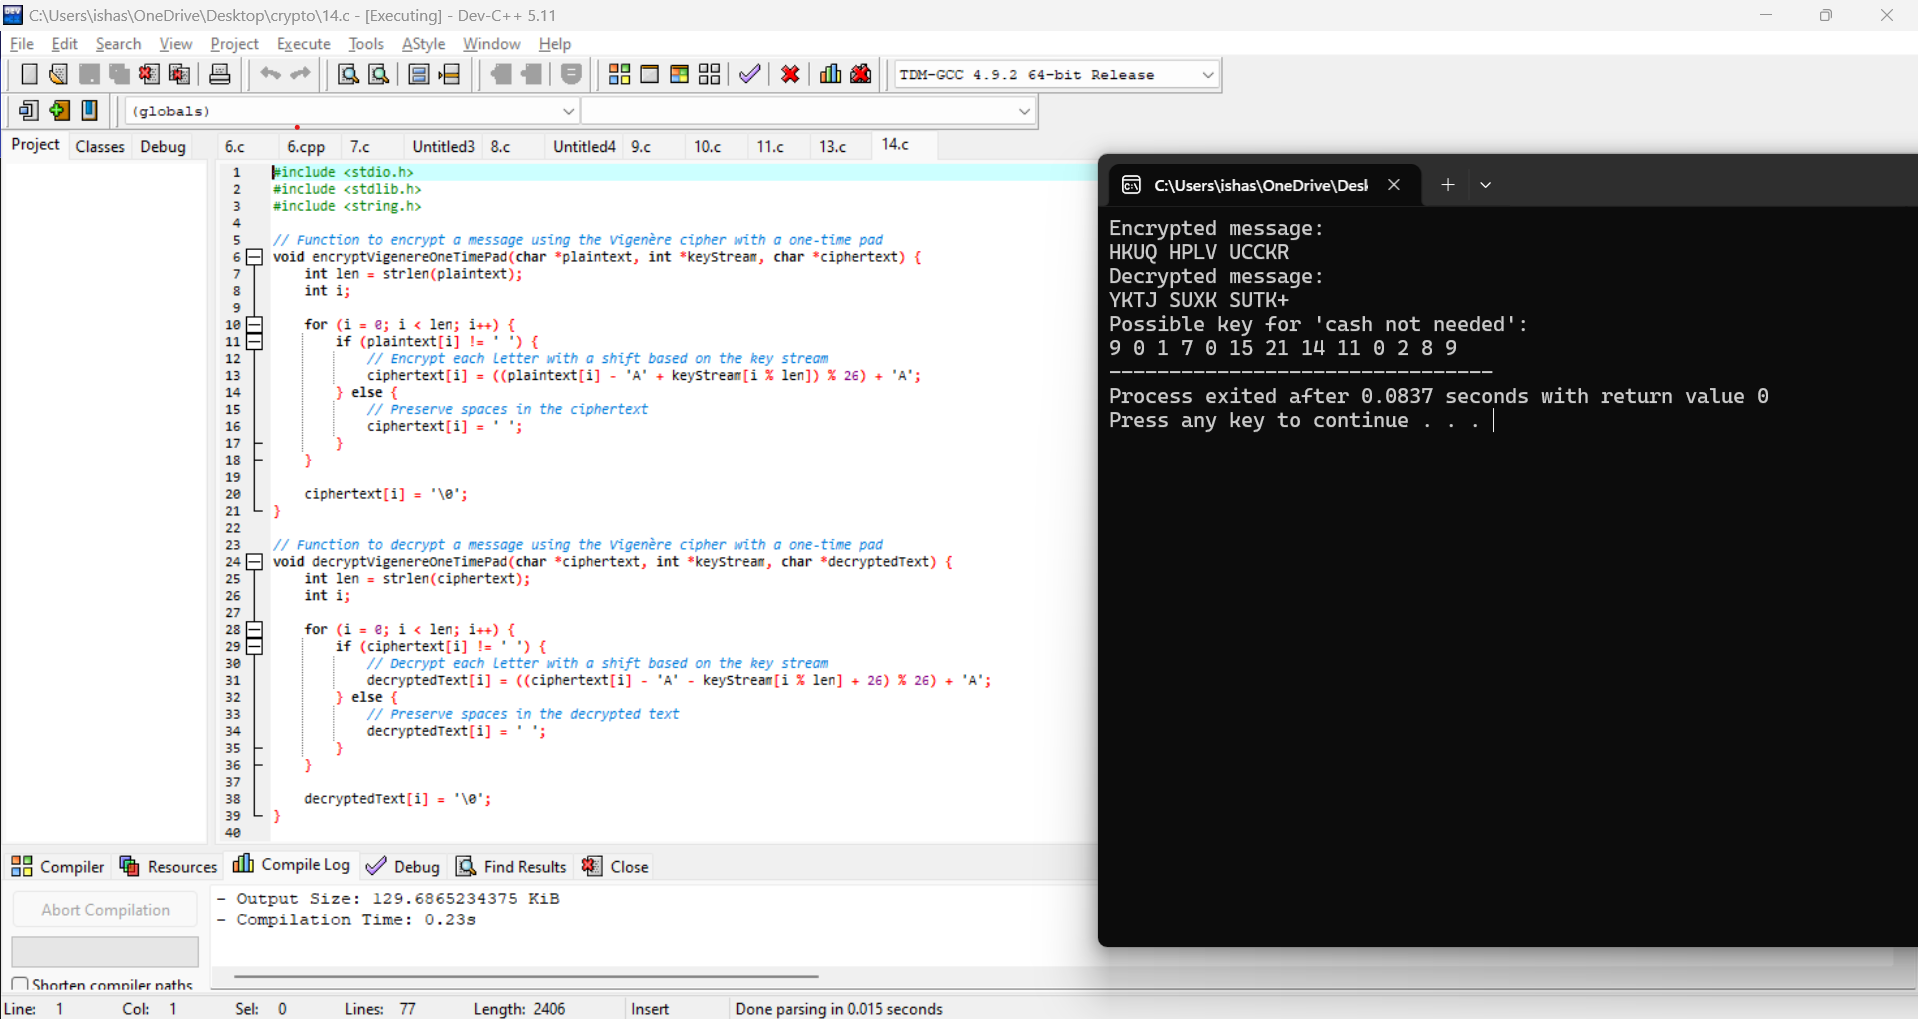 C:\Users\ishas\OneDrive\Desktop\crypto\14.c - [Executing] - Dev-C++ 5.11
File Edit Search View Project Execute Tools AStyle Window Help
TDM-GCC 4.9.2 64-bit Release
(globals)
Project Classes Debug
6.c 6.cpp 7.c Untitled3 8.c Untitled4 9.c 10.c 11.c 13.c 14.c
1 #include <stdio.h>
2 #include <stdlib.h>
3 #include <string.h>
4
5 // Function to encrypt a message using the Vigenère cipher with a one-time pad
6 void encryptVigenereOneTimePad(char *plaintext, int *keyStream, char *ciphertext) {
7 int len = strlen(plaintext);
8 int i;
9
10 for (i = 0; i < len; i++) {
11 if (plaintext[i] != ' ') {
12 // Encrypt each letter with a shift based on the key stream
13 ciphertext[i] = ((plaintext[i] - 'A' + keyStream[i % len]) % 26) + 'A';
14 } else {
15 // Preserve spaces in the ciphertext
16 ciphertext[i] = ' ';
17 }
18 }
19
20 ciphertext[i] = '\0';
21 }
22
23 // Function to decrypt a message using the Vigenère cipher with a one-time pad
24 void decryptVigenereOneTimePad(char *ciphertext, int *keyStream, char *decryptedText) {
25 int len = strlen(ciphertext);
26 int i;
27
28 for (i = 0; i < len; i++) {
29 if (ciphertext[i] != ' ') {
30 // Decrypt each letter with a shift based on the key stream
31 decryptedText[i] = ((ciphertext[i] - 'A' - keyStream[i % len] + 26) % 26) + 'A';
32 } else {
33 // Preserve spaces in the decrypted text
34 decryptedText[i] = ' ';
35 }
36 }
37
38 decryptedText[i] = '\0';
39 }
40
C:\Users\ishas\OneDrive\Desk
Encrypted message:
HKUQ HPLV UCCKR
Decrypted message:
YKTJ SUXK SUTK+
Possible key for 'cash not needed':
9 0 1 7 0 15 21 14 11 0 2 8 9
--------------------------------
Process exited after 0.0837 seconds with return value 0
Press any key to continue . . .
Compiler Resources Compile Log Debug Find Results Close
Abort Compilation
Shorten compiler paths
- Output Size: 129.6865234375 KiB
- Compilation Time: 0.23s
Line: 1 Col: 1 Sel: 0 Lines: 77 Length: 2406 Insert Done parsing in 0.015 seconds